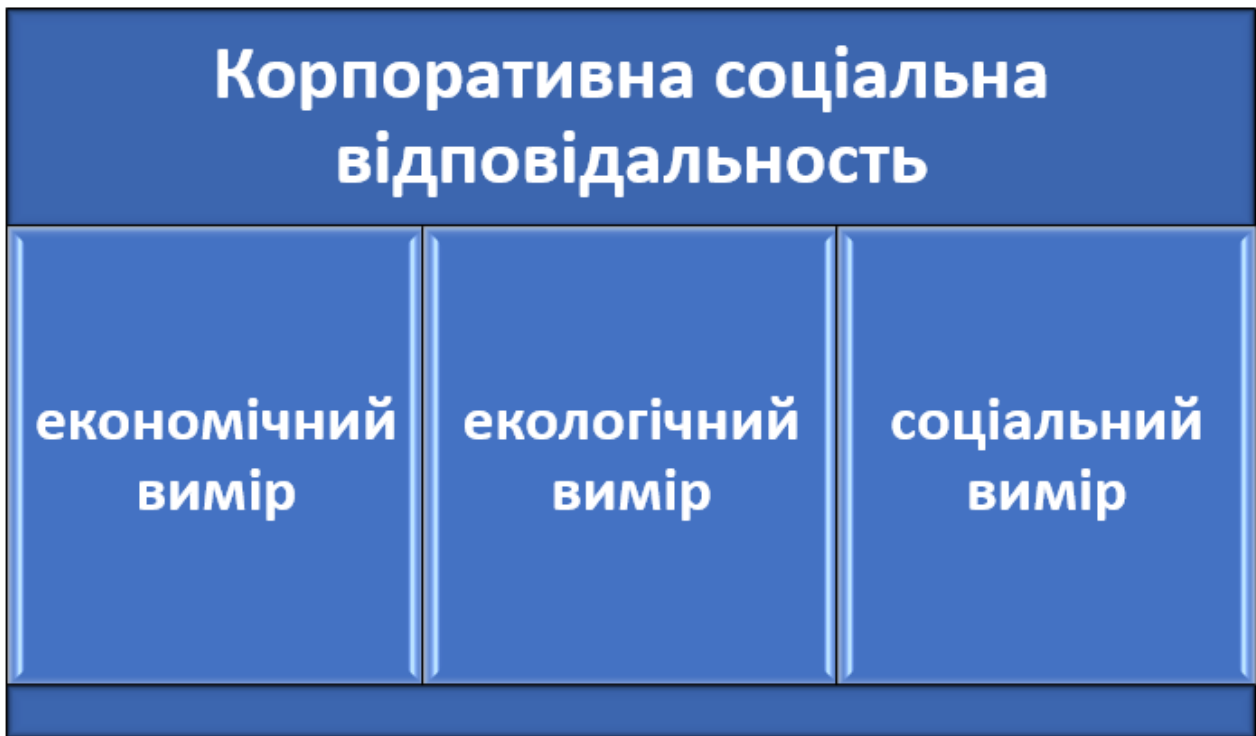 Корпоративна соціальна
відповідальность
економічний
вимір
екологічний
вимір
соціальний
вимір